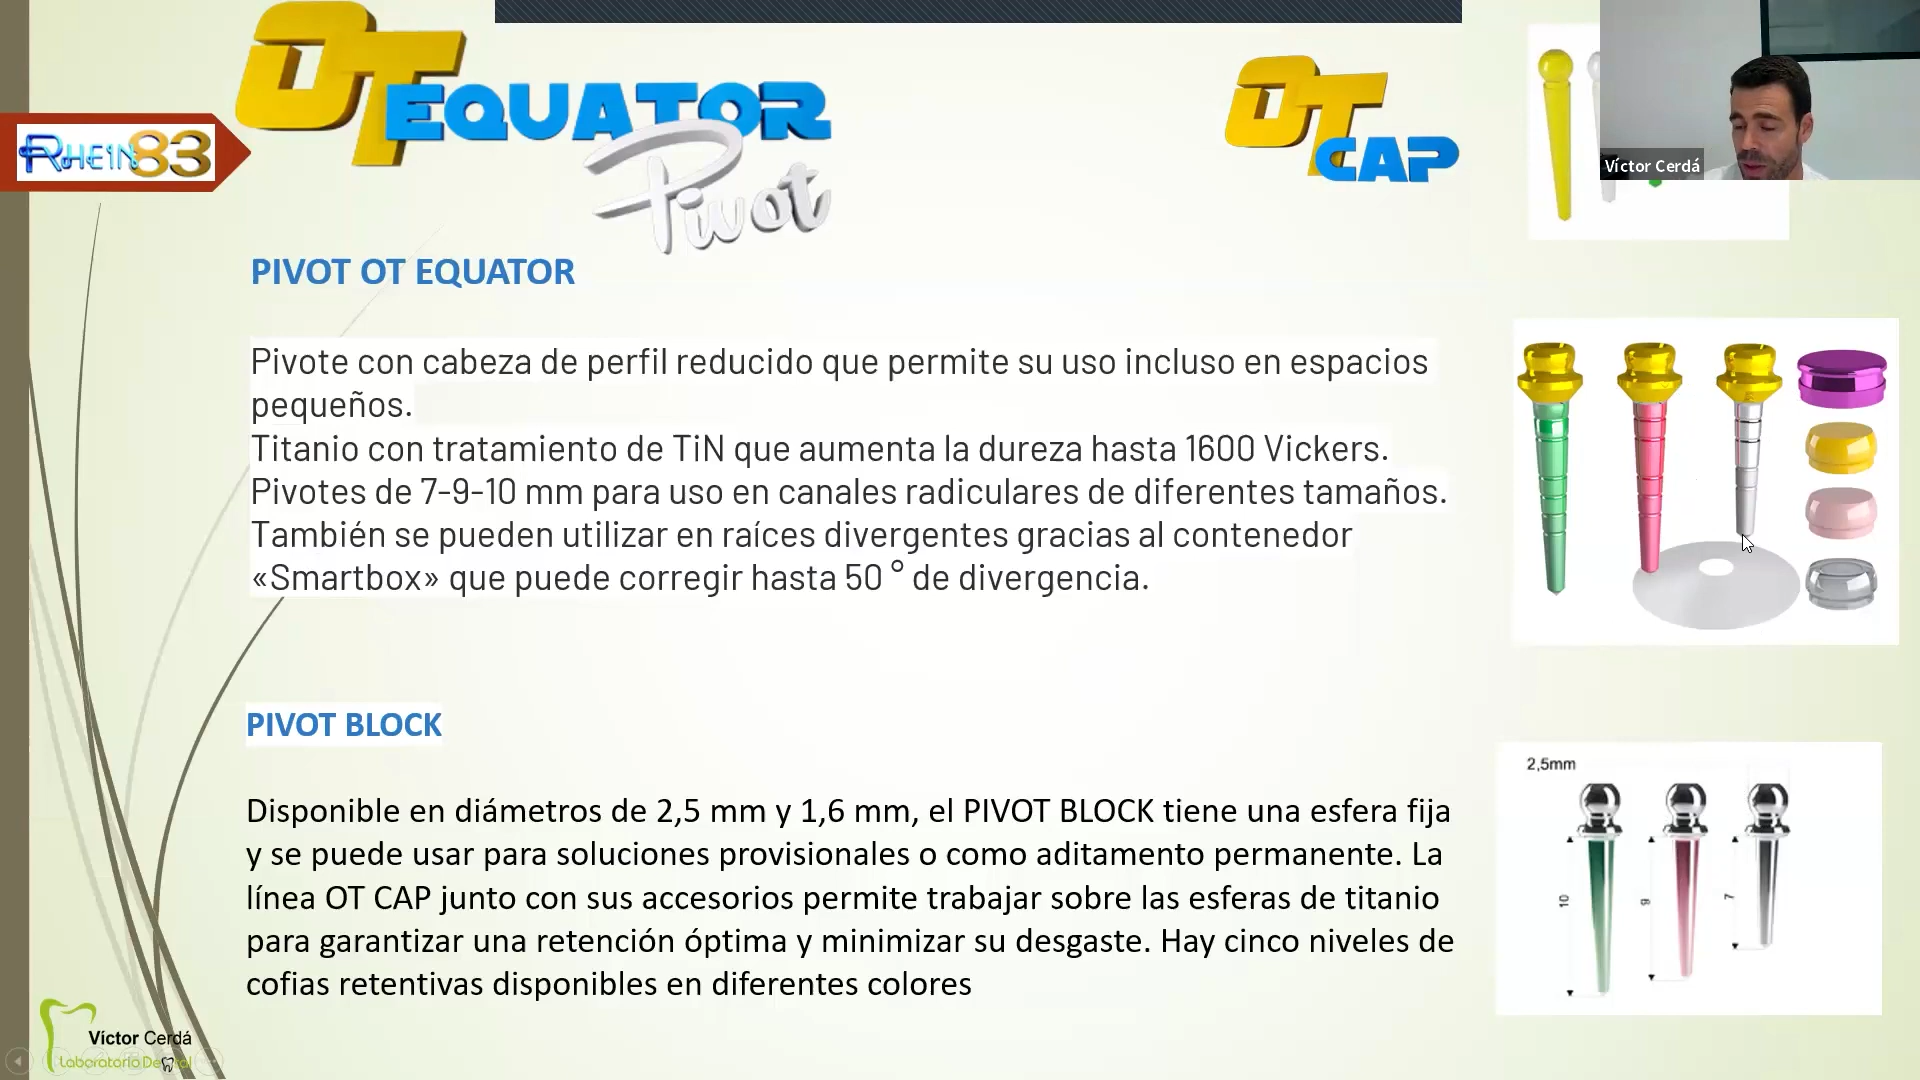 OT EQUATOR
Pivot
OT CAP
RHEIN83
Víctor Cerdá
PIVOT OT EQUATOR
Pivote con cabeza de perfil reducido que permite su uso incluso en espacios
pequeños.
Titanio con tratamiento de TiN que aumenta la dureza hasta 1600 Vickers.
Pivotes de 7-9-10 mm para uso en canales radiculares de diferentes tamaños.
También se pueden utilizar en raíces divergentes gracias al contenedor
«Smartbox» que puede corregir hasta 50 ° de divergencia.
PIVOT BLOCK
Disponible en diámetros de 2,5 mm y 1,6 mm, el PIVOT BLOCK tiene una esfera fija
y se puede usar para soluciones provisionales o como aditamento permanente. La
línea OT CAP junto con sus accesorios permite trabajar sobre las esferas de titanio
para garantizar una retención óptima y minimizar su desgaste. Hay cinco niveles de
cofias retentivas disponibles en diferentes colores
2,5mm
10
9
7
Víctor Cerdá
Laboratorio Dental